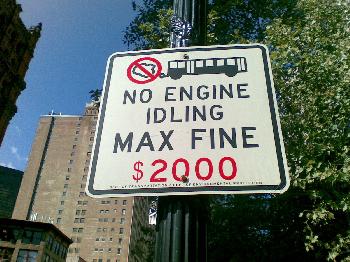 NO ENGINE
IDLING
MAX FINE
$2000